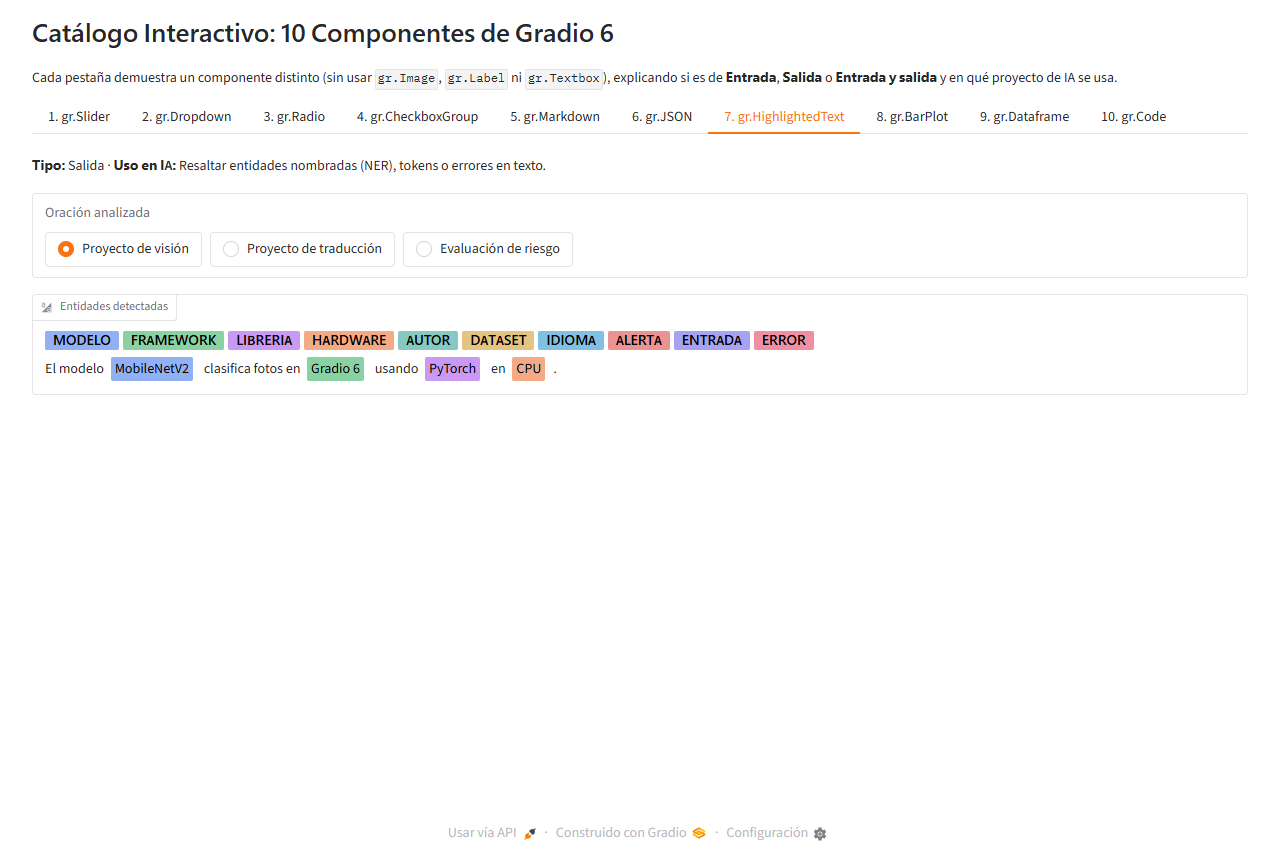 Catálogo Interactivo: 10 Componentes de Gradio 6
Cada pestaña demuestra un componente distinto (sin usar gr.Image, gr.Label ni gr.Textbox), explicando si es de Entrada, Salida o Entrada y salida y en qué proyecto de IA se usa.
1. gr.Slider 2. gr.Dropdown 3. gr.Radio 4. gr.CheckboxGroup 5. gr.Markdown 6. gr.JSON 7. gr.HighlightedText 8. gr.BarPlot 9. gr.Dataframe 10. gr.Code
Tipo: Salida · Uso en IA: Resaltar entidades nombradas (NER), tokens o errores en texto.
Oración analizada
Proyecto de visión Proyecto de traducción Evaluación de riesgo
Entidades detectadas
MODELO FRAMEWORK LIBRERIA HARDWARE AUTOR DATASET IDIOMA ALERTA ENTRADA ERROR
El modelo MobileNetV2 clasifica fotos en Gradio 6 usando PyTorch en CPU .
Usar vía API · Construido con Gradio · Configuración